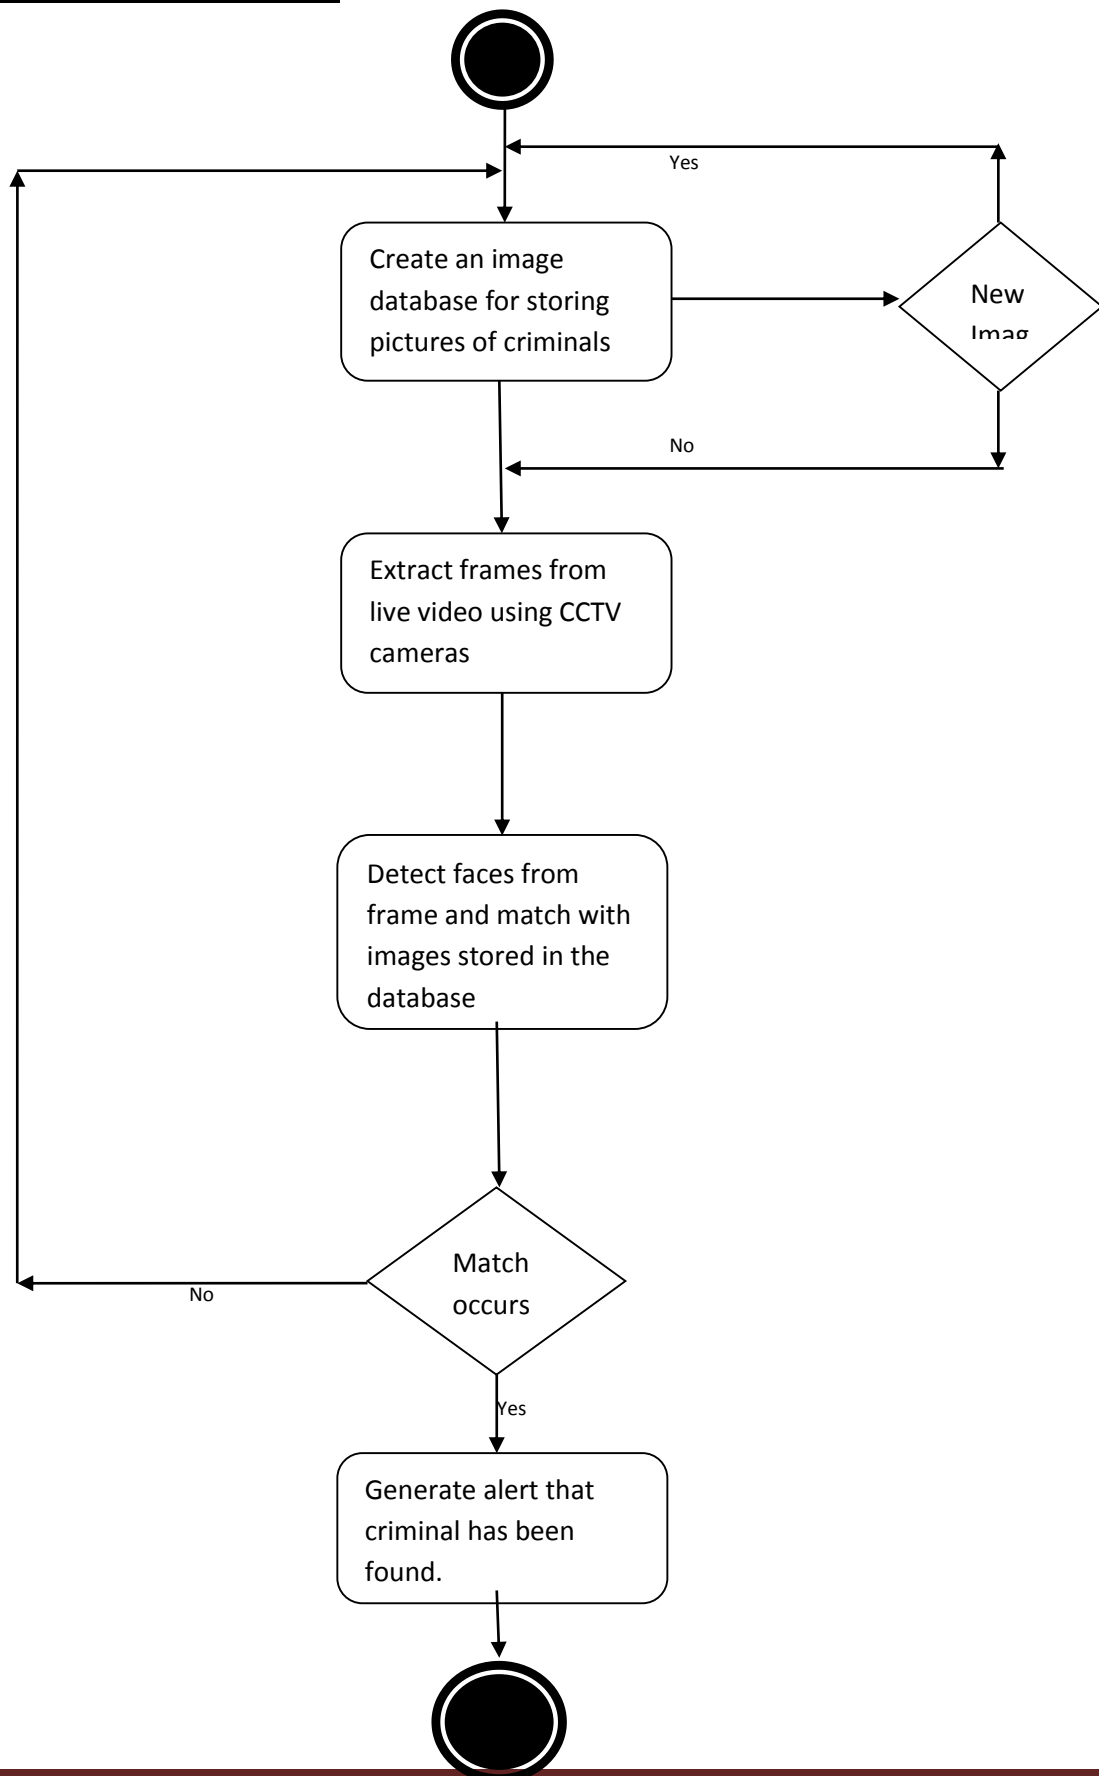 Yes
Create an image
database for storing
pictures of criminals
New
Imag
No
Extract frames from
live video using CCTV
cameras
Detect faces from
frame and match with
images stored in the
database
Match
occurs
No
Yes
Generate alert that
criminal has been
found.